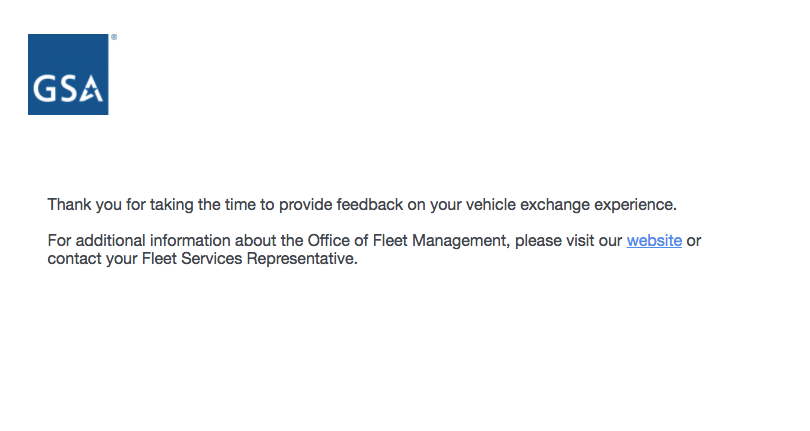 GSA
®
Thank you for taking the time to provide feedback on your vehicle exchange experience.
For additional information about the Office of Fleet Management, please visit our website or
contact your Fleet Services Representative.